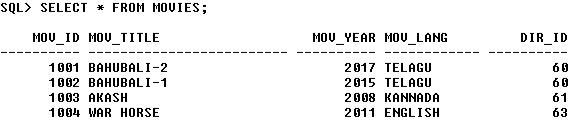 SQL> SELECT * FROM MOVIES;
MOV_ID MOV_TITLE MOV_YEAR MOV_LANG DIR_ID
---------- -------------------- ---------- ------------ ----------
1001 BAHUBALI-2 2017 TELAGU 60
1002 BAHUBALI-1 2015 TELAGU 60
1003 AKASH 2008 KANNADA 61
1004 WAR HORSE 2011 ENGLISH 63